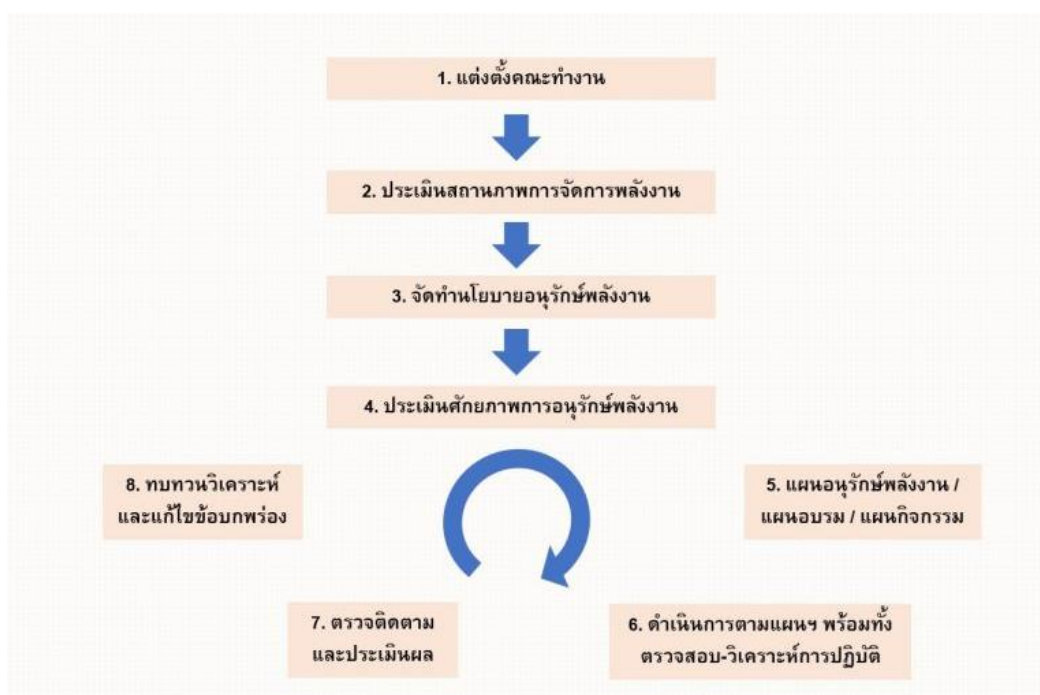 1. แต่งตั้งคณะทำงาน
2. ประเมินสถานภาพการจัดการพลังงาน
3. จัดทำนโยบายอนุรักษ์พลังงาน
4. ประเมินศักยภาพการอนุรักษ์พลังงาน
5. แผนอนุรักษ์พลังงาน /
แผนอบรม / แผนกิจกรรม
6. ดำเนินการตามแผนฯ พร้อมทั้ง
ตรวจสอบ-วิเคราะห์การปฏิบัติ
7. ตรวจติดตาม
และประเมินผล
8. ทบทวนวิเคราะห์
และแก้ไขข้อบกพร่อง